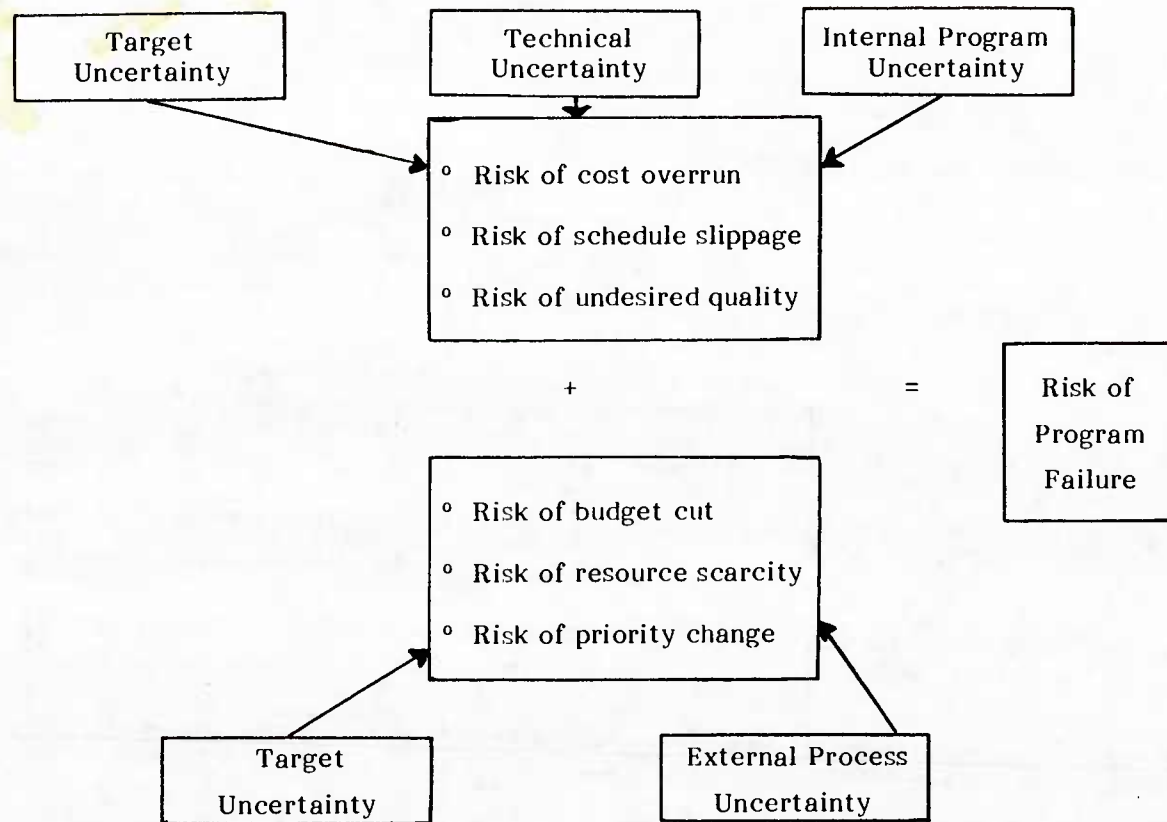 Target
Uncertainty
Technical
Uncertainty
Internal Program
Uncertainty
º Risk of cost overrun
º Risk of schedule slippage
º Risk of undesired quality
+
=
Risk of
Program
Failure
º Risk of budget cut
º Risk of resource scarcity
º Risk of priority change
Target
Uncertainty
External Process
Uncertainty